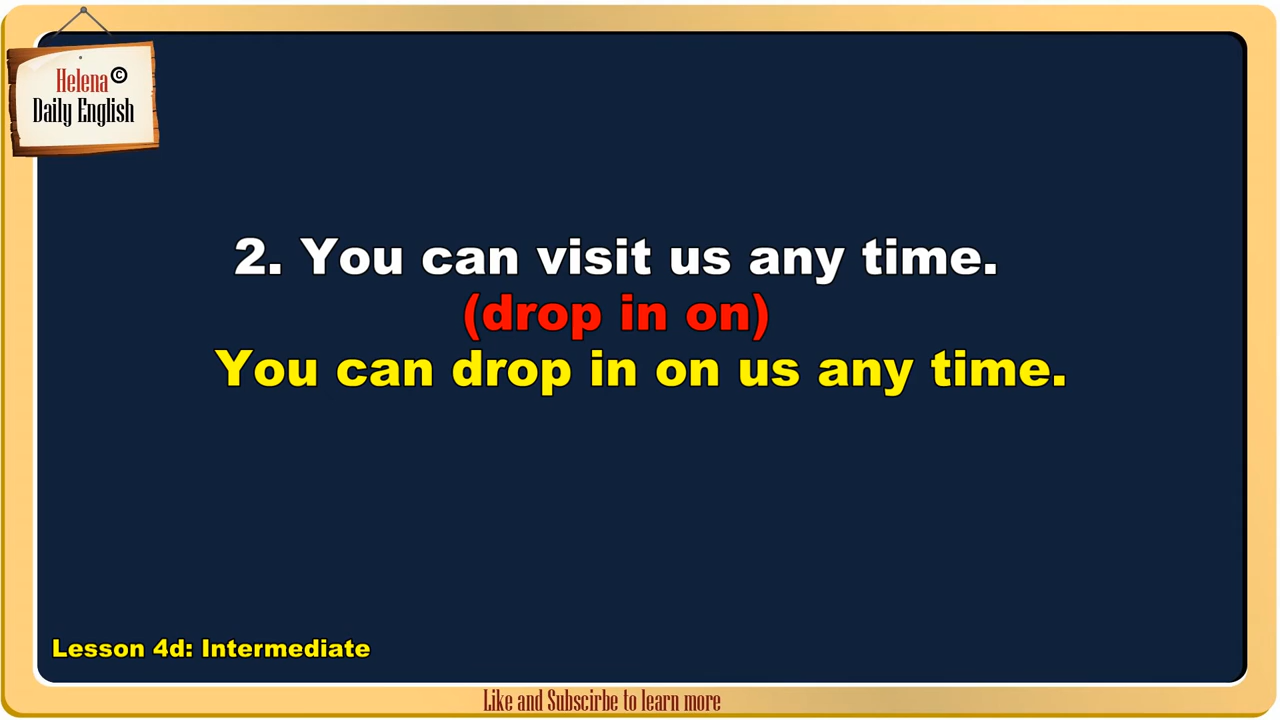 Helena ©
Daily English
2. You can visit us any time.
(drop in on)
You can drop in on us any time.
Lesson 4d: Intermediate
Like and Subscirbe to learn more